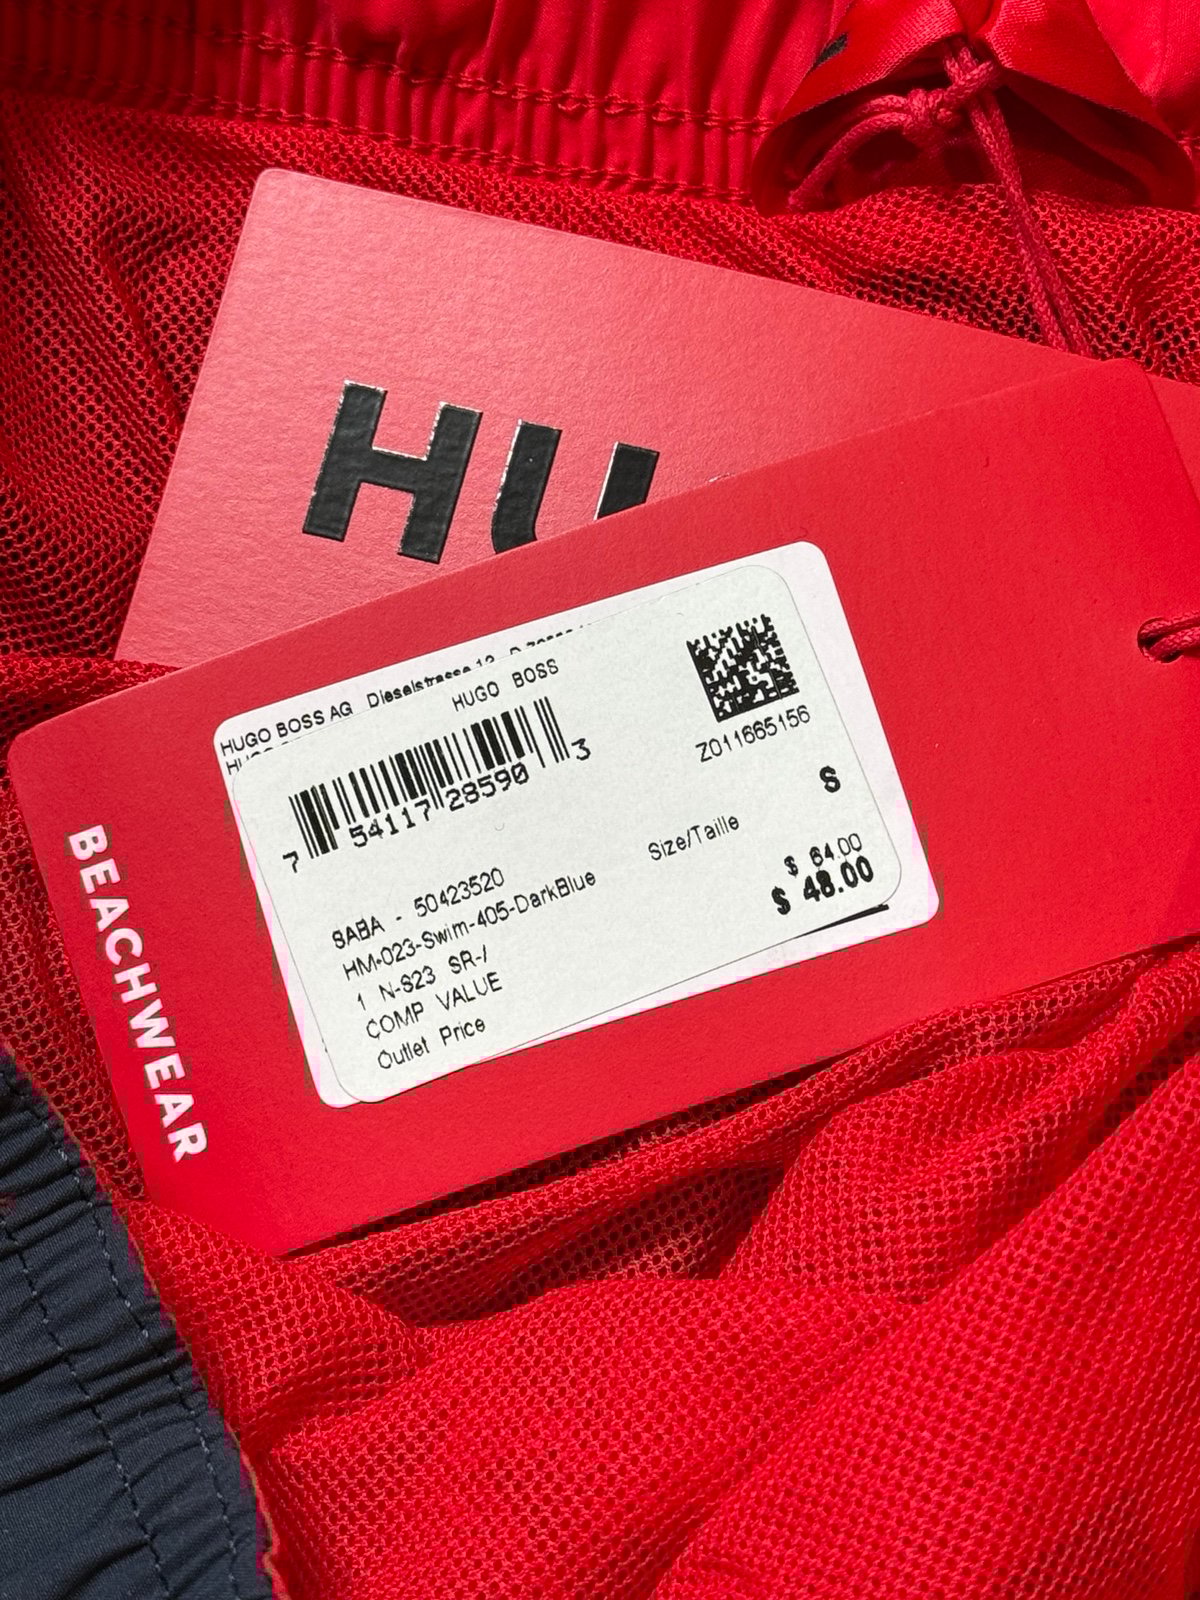 HU
HUGO BOSS AG Dieselstrasse 12
HUGO BOSS
7 54117 28590 3
Z011665156
S
Size/Taille
SABA - 50423520
HM-023-Swim-405-DarkBlue
1 N-S23 SR-/
COMP VALUE $ 64.00
Outlet Price $ 48.00
BEACHWEAR